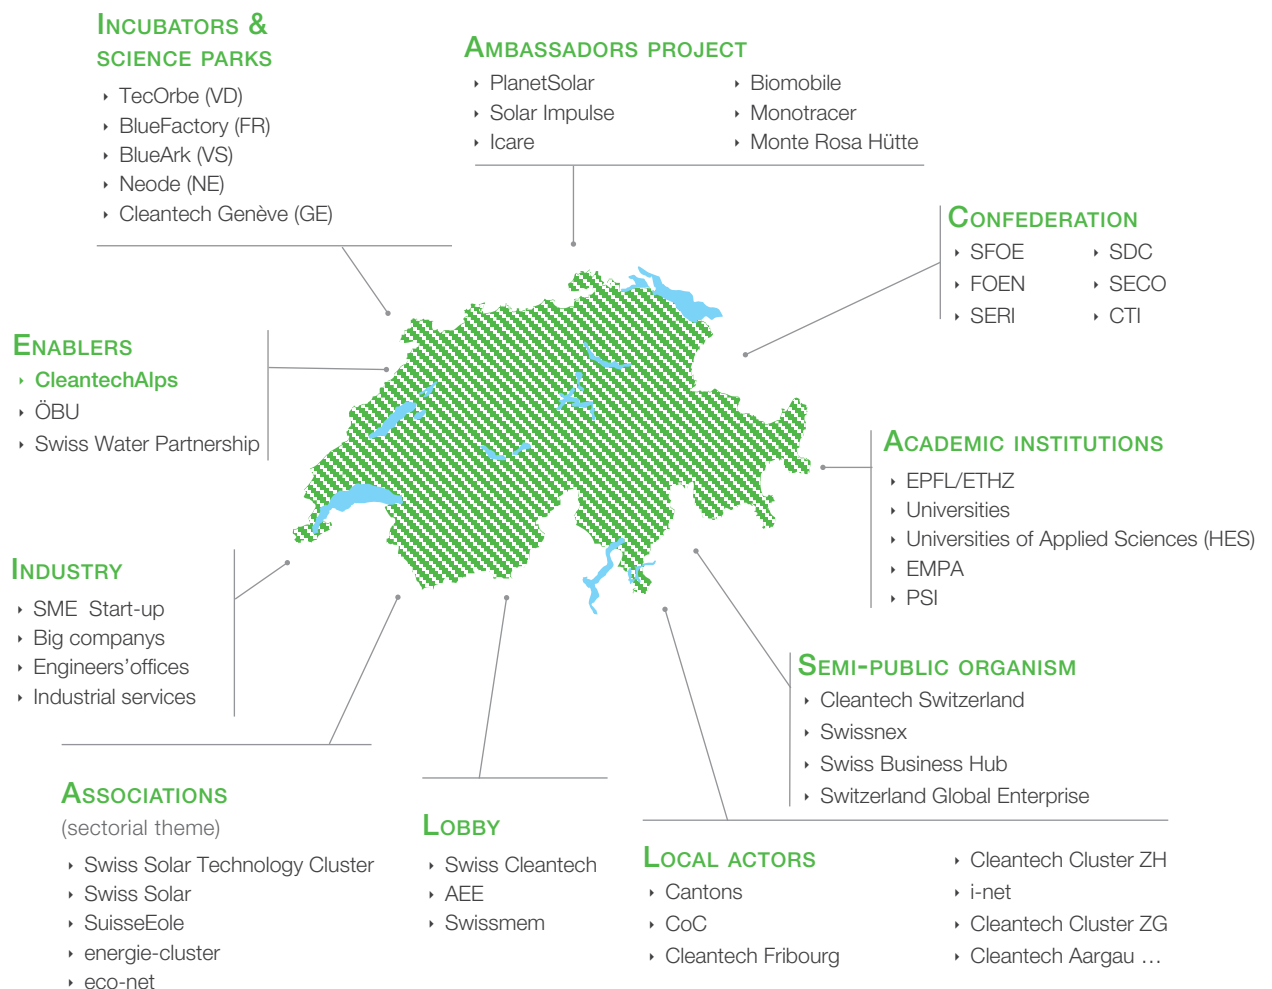 Incubators &
science parks
TecOrbe (VD)
BlueFactory (FR)
BlueArk (VS)
Neode (NE)
Cleantech Genève (GE)
Ambassadors project
PlanetSolar
Solar Impulse
Icare
Biomobile
Monotracer
Monte Rosa Hütte
Confederation
SFOE
FOEN
SERI
SDC
SECO
CTI
Enablers
CleantechAlps
ÖBU
Swiss Water Partnership
Academic institutions
EPFL/ETHZ
Universities
Universities of Applied Sciences (HES)
EMPA
PSI
Industry
SME Start-up
Big companys
Engineers'offices
Industrial services
Semi-public organism
Cleantech Switzerland
Swissnex
Swiss Business Hub
Switzerland Global Enterprise
Associations
(sectorial theme)
Swiss Solar Technology Cluster
Swiss Solar
SuisseEole
energie-cluster
eco-net
Lobby
Swiss Cleantech
AEE
Swissmem
Local actors
Cantons
CoC
Cleantech Fribourg
Cleantech Cluster ZH
i-net
Cleantech Cluster ZG
Cleantech Aargau ...